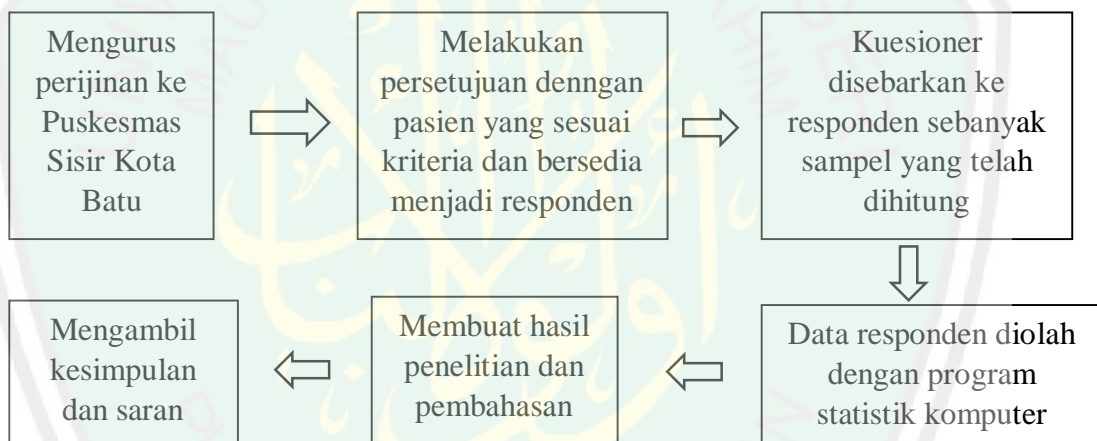 Mengurus
perijinan ke
Puskesmas
Sisir Kota
Batu
Melakukan
persetujuan denngan
pasien yang sesuai
kriteria dan bersedia
menjadi responden
Kuesioner
disebarkan ke
responden sebanyak
sampel yang telah
dihitung
Data responden diolah
dengan program
statistik komputer
Membuat hasil
penelitian dan
pembahasan
Mengambil
kesimpulan
dan saran